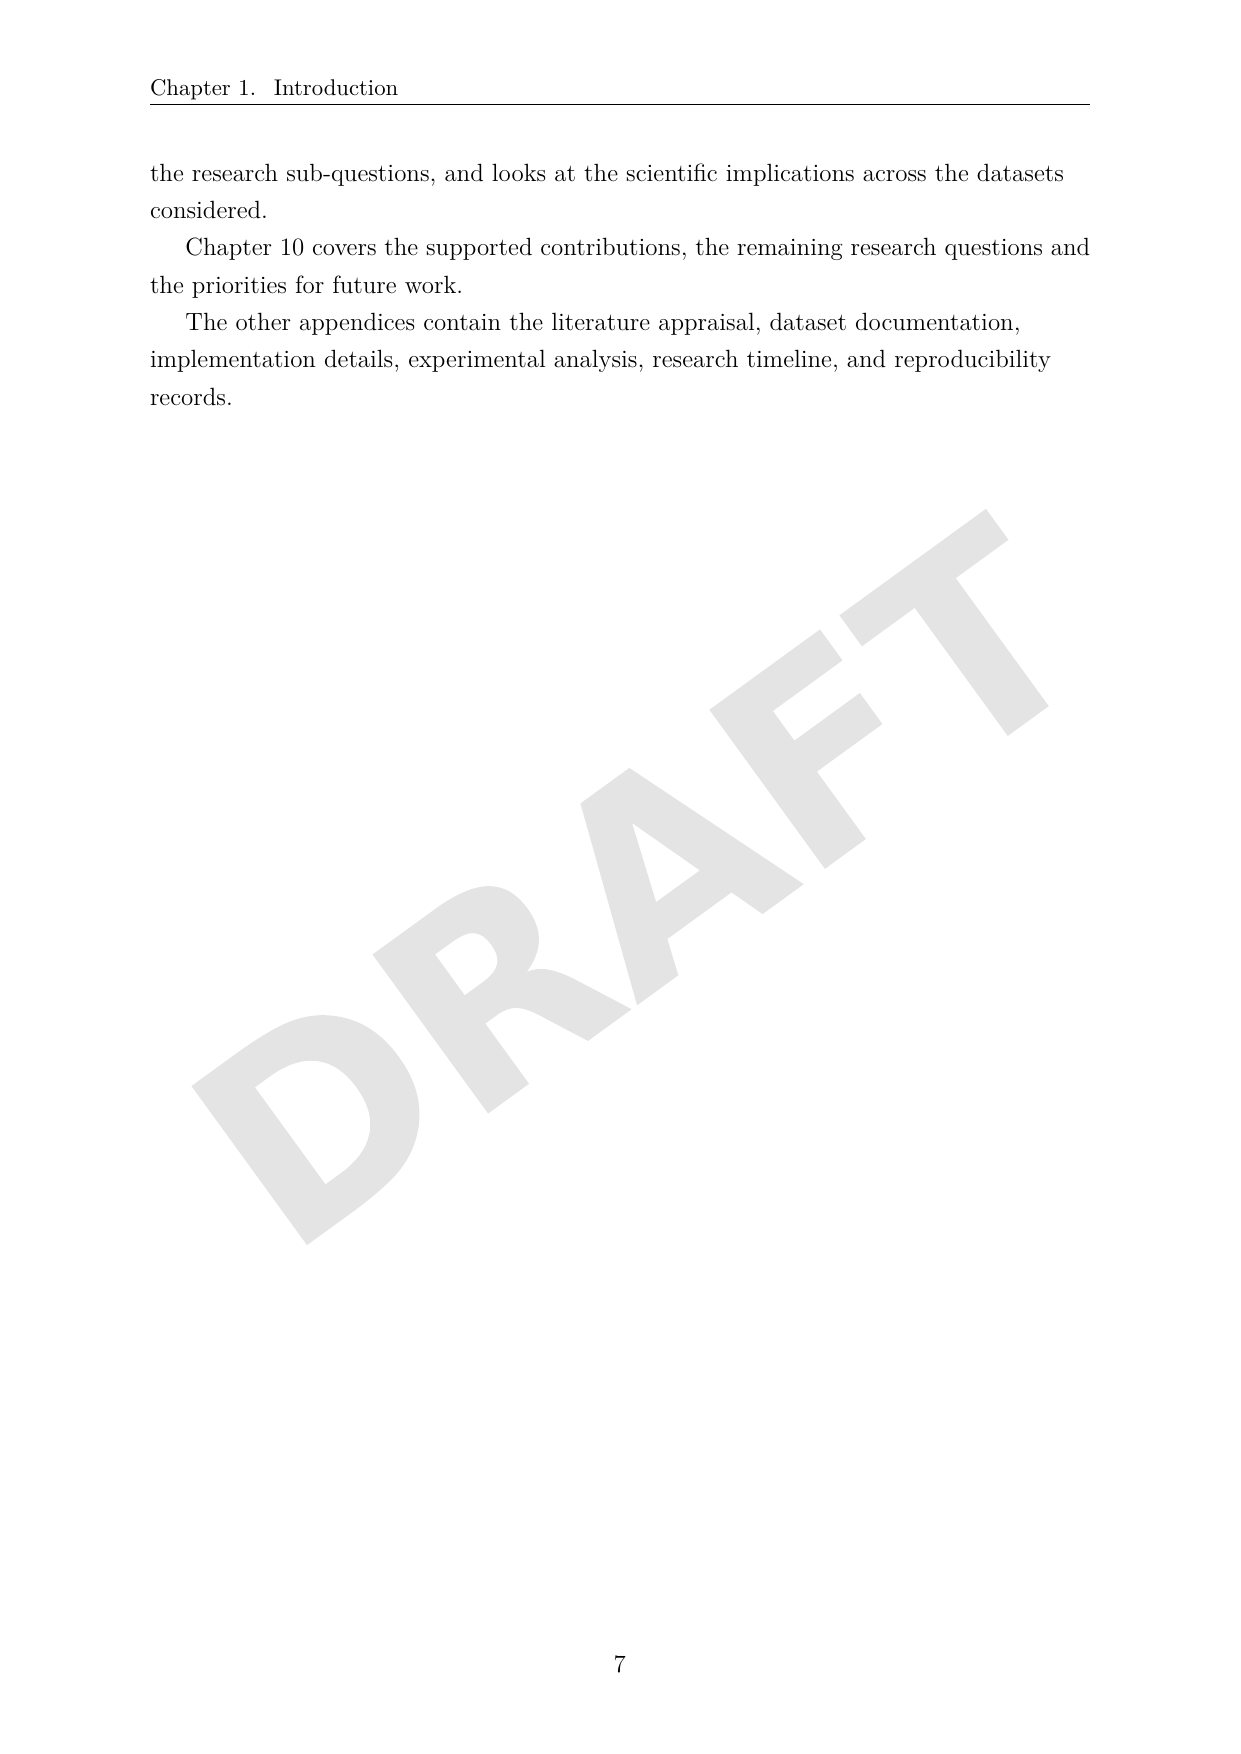 Chapter 1. Introduction
the research sub-questions, and looks at the scientific implications across the datasets
considered.
Chapter 10 covers the supported contributions, the remaining research questions and
the priorities for future work.
The other appendices contain the literature appraisal, dataset documentation,
implementation details, experimental analysis, research timeline, and reproducibility
records.
DRAFT
7